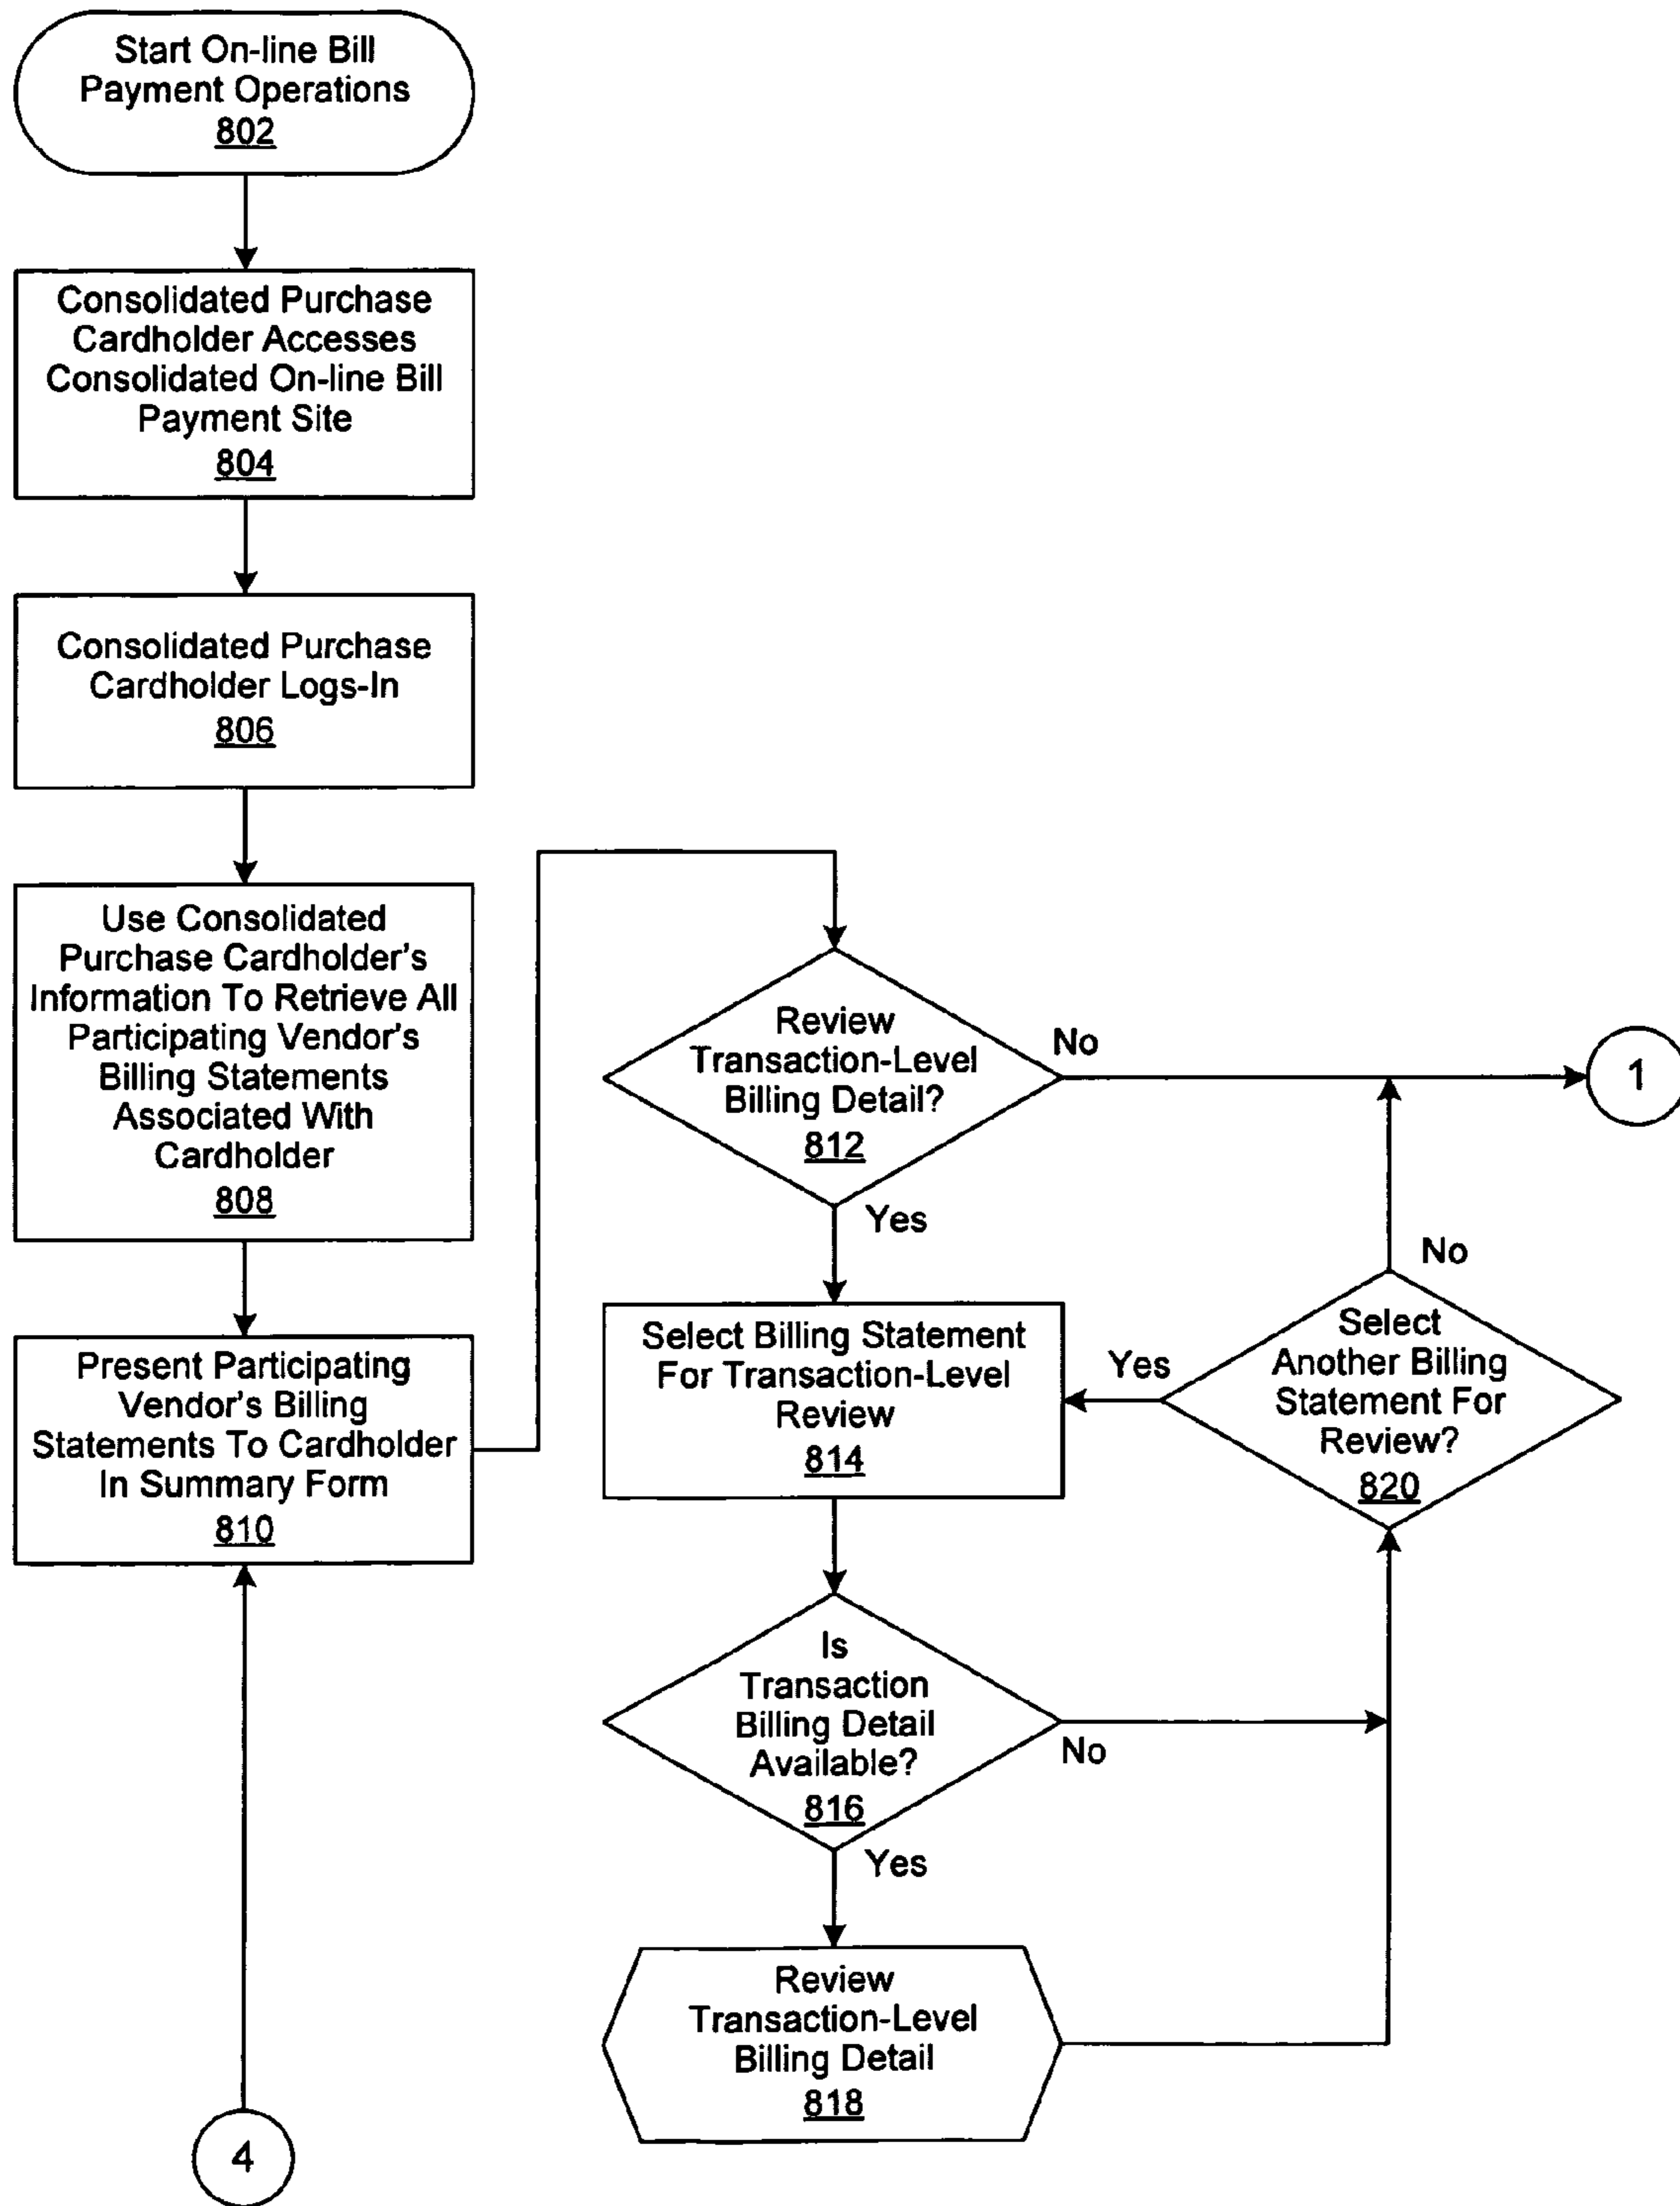 Start On-line Bill
Payment Operations
802
Consolidated Purchase
Cardholder Accesses
Consolidated On-line Bill
Payment Site
804
Consolidated Purchase
Cardholder Logs-In
806
Use Consolidated
Purchase Cardholder's
Information To Retrieve All
Participating Vendor's
Billing Statements
Associated With
Cardholder
808
Present Participating
Vendor's Billing
Statements To Cardholder
In Summary Form
810
4
Review
Transaction-Level
Billing Detail?
812
No
1
Yes
Select Billing Statement
For Transaction-Level
Review
814
Is
Transaction
Billing Detail
Available?
816
No
Yes
Review
Transaction-Level
Billing Detail
818
Select
Another Billing
Statement For
Review?
820
Yes
No